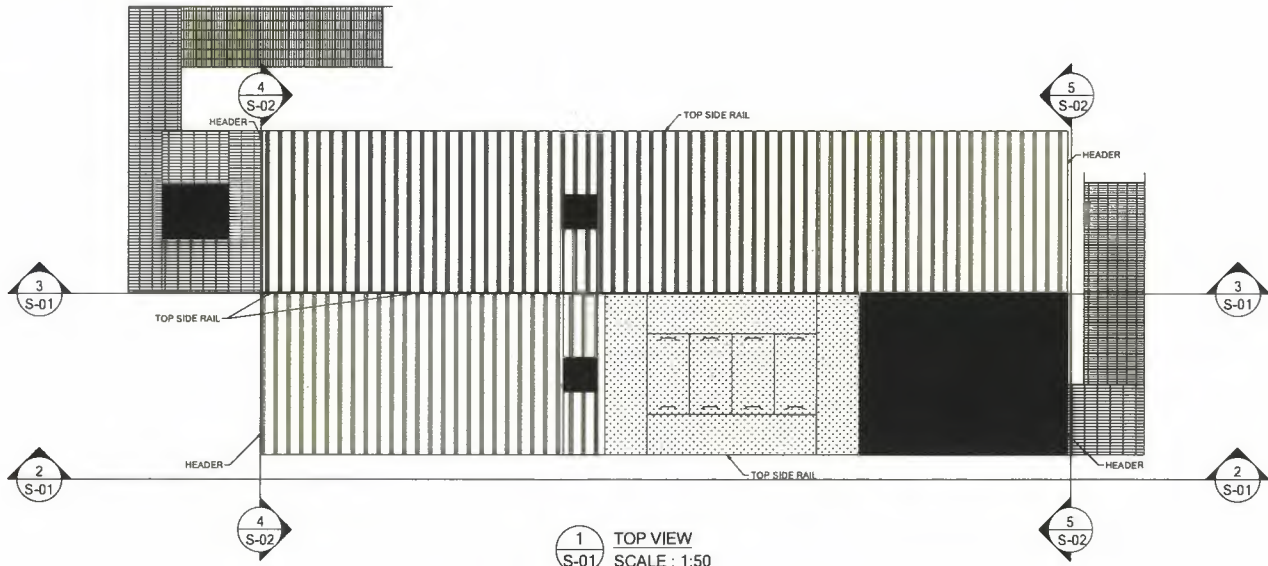 4
S-02
5
S-02
HEADER
TOP SIDE RAIL
HEADER
3
S-01
3
S-01
TOP SIDE RAIL
HEADER
TOP SIDE RAIL
HEADER
2
S-01
2
S-01
4
S-02
5
S-02
1
S-01
TOP VIEW
SCALE : 1:50